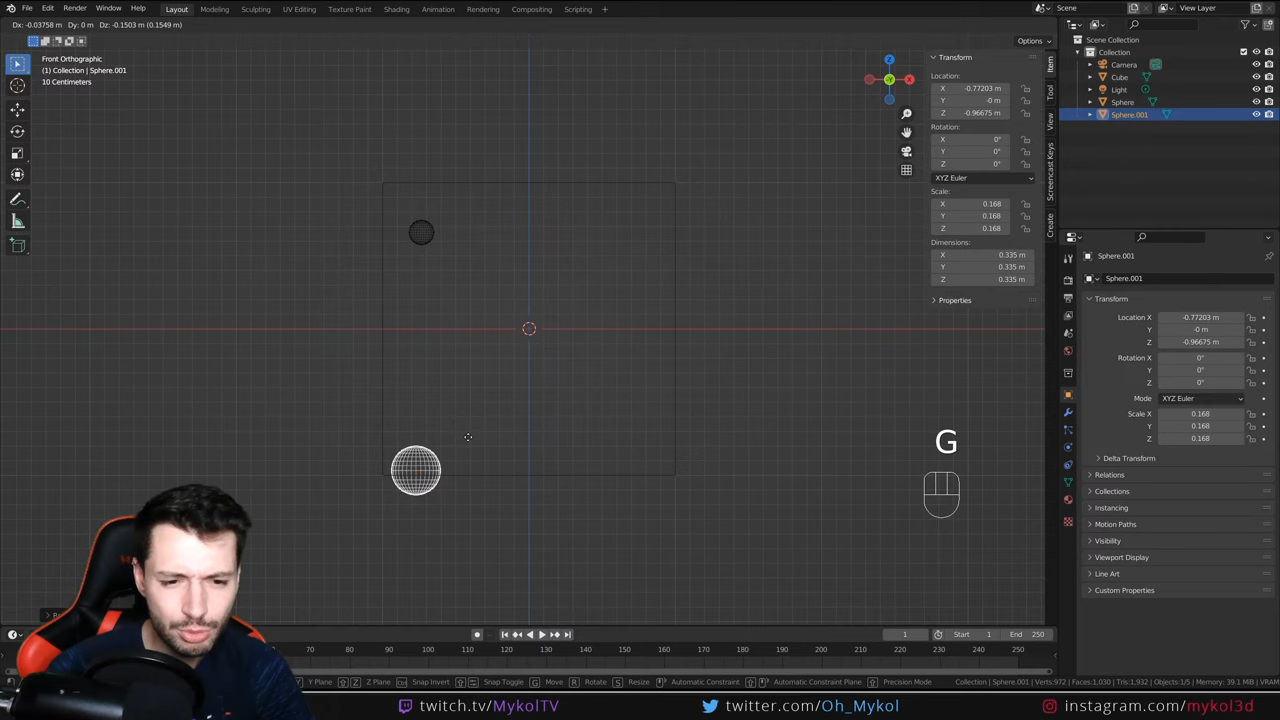 File Edit Render Window Help Layout Modeling Sculpting UV Editing Texture Paint Shading Animation Rendering Compositing Scripting + Scene View Layer
Dx: -0.03758 m Dy: 0 m Dz: -0.1503 m (0.1549 m)
Options
Front Orthographic
(1) Collection | Sphere.001
10 Centimeters
Z
X
-Y
Transform
Location:
X -0.77203 m
Y -0 m
Z -0.96675 m
Rotation:
X 0°
Y 0°
Z 0°
XYZ Euler
Scale:
X 0.168
Y 0.168
Z 0.168
Dimensions:
X 0.335 m
Y 0.335 m
Z 0.335 m
Properties
Item
Tool
View
Screencast Keys
Create
Scene Collection
Collection
Camera
Cube
Light
Sphere
Sphere.001
Sphere.001
Sphere.001
Transform
Location X -0.77203 m
Y -0 m
Z -0.96675 m
Rotation X 0°
Y 0°
Z 0°
Mode XYZ Euler
Scale X 0.168
Y 0.168
Z 0.168
Delta Transform
Relations
Collections
Instancing
Motion Paths
Visibility
Viewport Display
Line Art
Custom Properties
G
1 Start 1 End 250
70 80 90 100 110 120 130 140 150 160 170 180 190 200 210 220 230 240 250
Y Plane Z Plane Snap Invert Snap Toggle G Move R Rotate S Resize Automatic Constraint Automatic Constraint Plane Precision Mode Collection | Sphere.001 | Verts:972 | Faces:1,030 | Tris:1,932 | Objects:1/5 | Memory: 39.1 MiB | VRAM
twitch.tv/MykolTV twitter.com/Oh_Mykol instagram.com/mykol3d